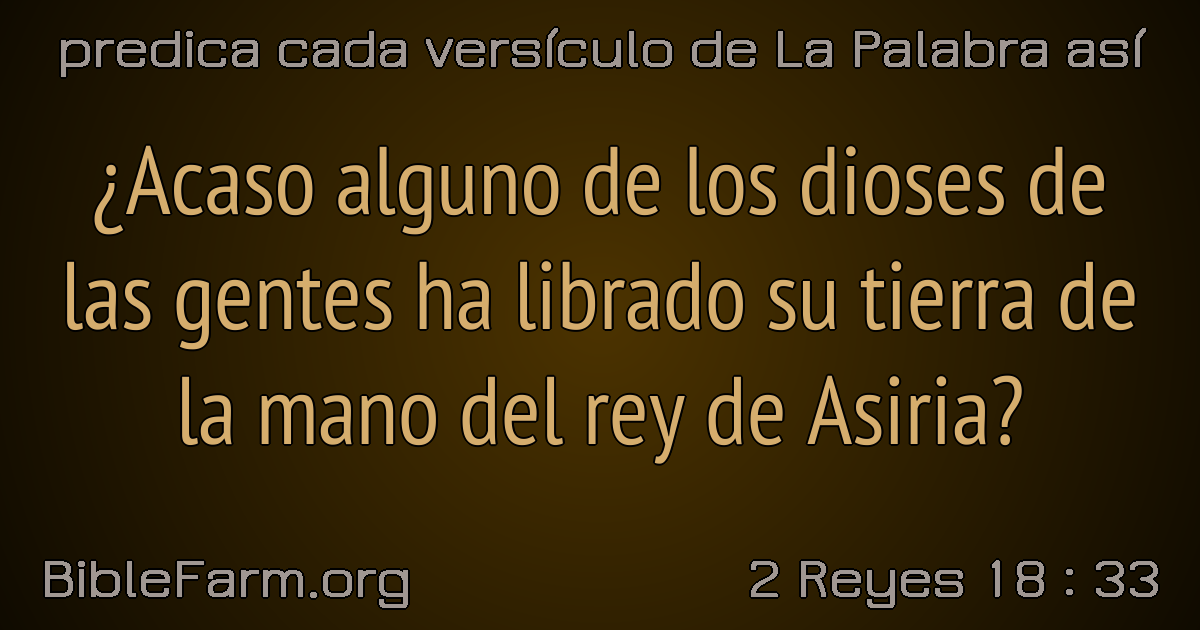 predica cada versículo de La Palabra así
¿Acaso alguno de los dioses de
las gentes ha librado su tierra de
la mano del rey de Asiria?
BibleFarm.org
2 Reyes 18 : 33